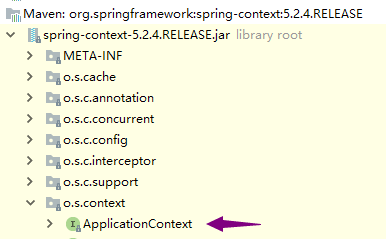 Maven: org.springframework:spring-context:5.2.4.RELEASE
spring-context-5.2.4.RELEASE.jar library root
META-INF
o.s.cache
o.s.c.annotation
o.s.c.concurrent
o.s.c.config
o.s.c.interceptor
o.s.c.support
o.s.context
I ApplicationContext